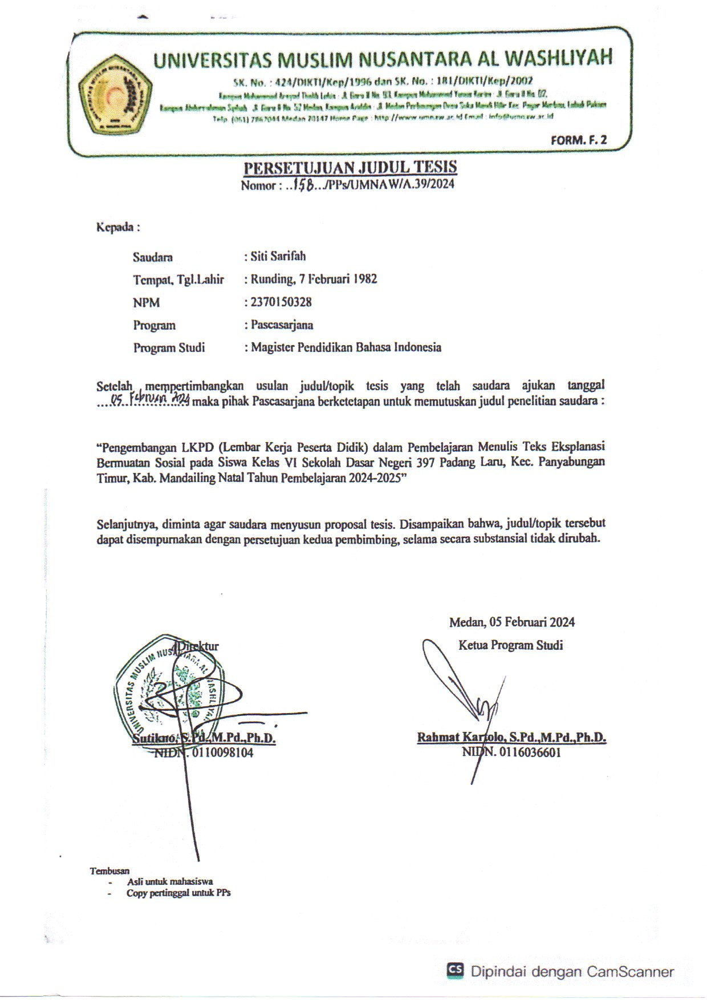 UNIVERSITAS MUSLIM NUSANTARA AL WASHLIYAH
SK. No. : 424/DIKTI/Kep/1996 dan SK. No. : 181/DIKTI/Kep/2002
Kampus Muhammad Arsyad Thalib Lubis : Jl. Garu II No. 93, Kampus Muhammad Yunus Karim : Jl. Garu II No. 02,
Kampus Abdurrahman Syihab : Jl. Garu II No. 52 Medan, Kampus : Jl. Medan Perbaungan Desa Suka Mandi Hilir Kec. Pagar Merbau, Lubuk Pakam
Telp. (061) 7867044 Medan 20147 Home Page : http://www.umnaw.ac.id Email : info@umnaw.ac.id
FORM. F. 2
PERSETUJUAN JUDUL TESIS
Nomor : ..158.../PPs/UMNAW/A.39/2024
Kepada :
Saudara : Siti Sarifah
Tempat, Tgl.Lahir : Runding, 7 Februari 1982
NPM : 2370150328
Program : Pascasarjana
Program Studi : Magister Pendidikan Bahasa Indonesia
Setelah mempertimbangkan usulan judul/topik tesis yang telah saudara ajukan tanggal
....05..Februari 2024 maka pihak Pascasarjana berketetapan untuk memutuskan judul penelitian saudara :
“Pengembangan LKPD (Lembar Kerja Peserta Didik) dalam Pembelajaran Menulis Teks Eksplanasi
Bermuatan Sosial pada Siswa Kelas VI Sekolah Dasar Negeri 397 Padang Laru, Kec. Panyabungan
Timur, Kab. Mandailing Natal Tahun Pembelajaran 2024-2025”
Selanjutnya, diminta agar saudara menyusun proposal tesis. Disampaikan bahwa, judul/topik tersebut
dapat disempurnakan dengan persetujuan kedua pembimbing, selama secara substansial tidak dirubah.
Medan, 05 Februari 2024
Direktur
Ketua Program Studi
UNIVERSITAS MUSLIM NUSANTARA AL WASHLIYAH
Sutikno, S.Pd.,M.Pd.,Ph.D.
NIDN. 0110098104
Rahmat Kartolo, S.Pd.,M.Pd.,Ph.D.
NIDN. 0116036601
Tembusan
- Asli untuk mahasiswa
- Copy pertinggal untuk PPs
CS Dipindai dengan CamScanner